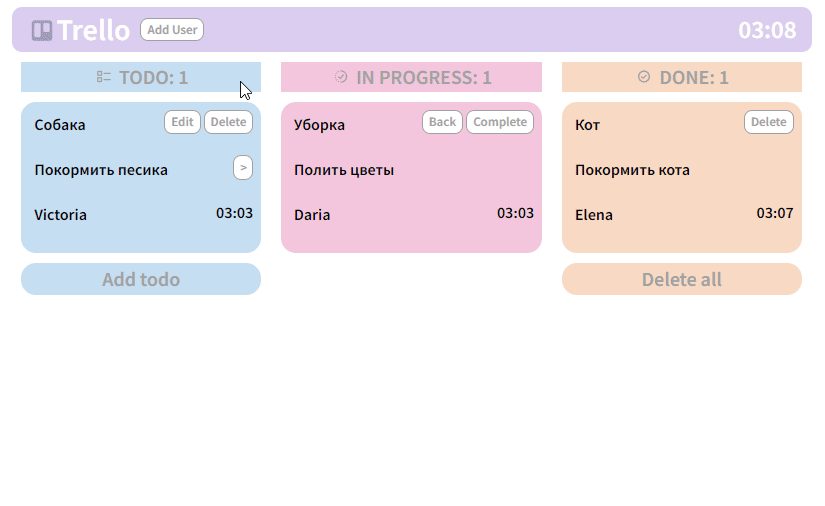 Trello Add User 03:08
TODO: 1
Собака Edit Delete
Покормить песика >
Victoria 03:03
Add todo
IN PROGRESS: 1
Уборка Back Complete
Полить цветы
Daria 03:03
DONE: 1
Кот Delete
Покормить кота
Elena 03:07
Delete all